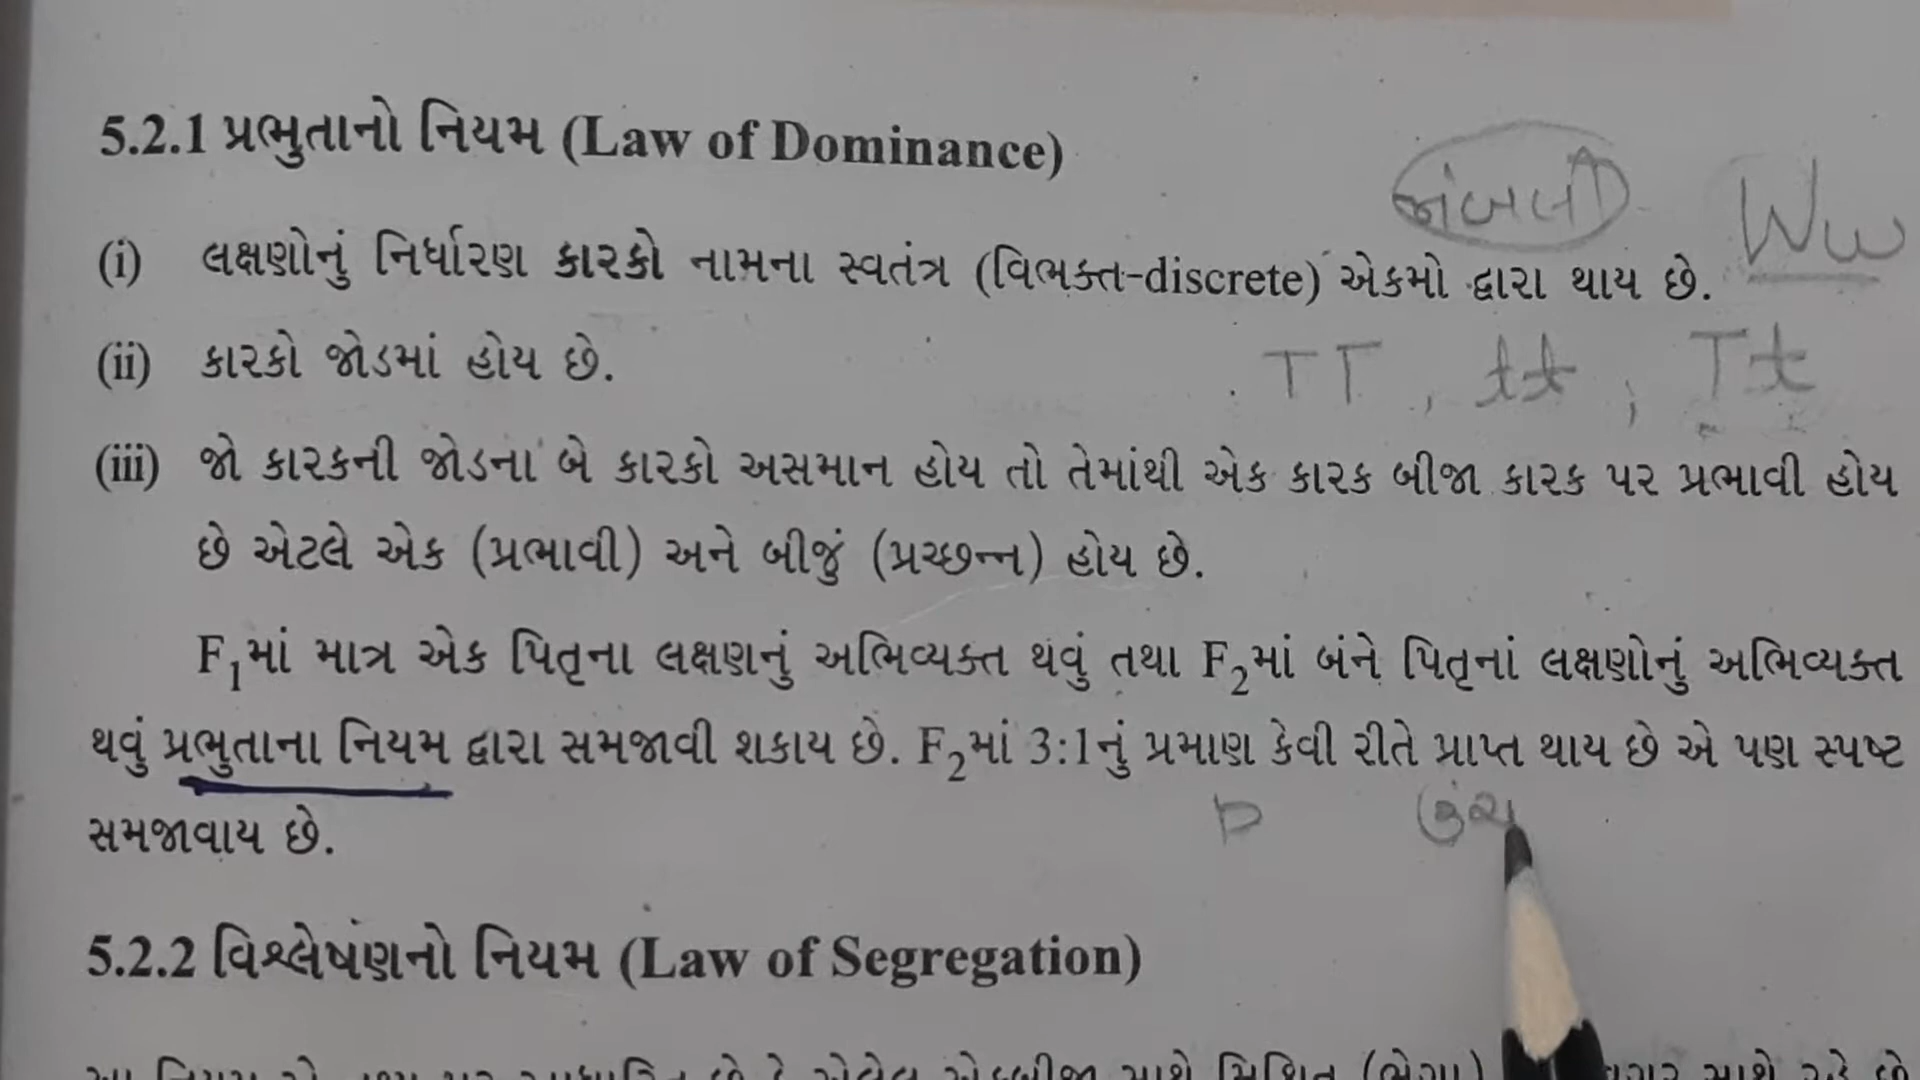 5.2.1 પ્રભુતાનો નિયમ (Law of Dominance)
જાંબલી
Ww
(i) લક્ષણોનું નિર્ધારણ કારકો નામના સ્વતંત્ર (વિભક્ત-discrete) એકમો દ્વારા થાય છે.
(ii) કારકો જોડમાં હોય છે.
TT, tt, Tt
(iii) જો કારકની જોડના બે કારકો અસમાન હોય તો તેમાંથી એક કારક બીજા કારક પર પ્રભાવી હોય
છે એટલે એક (પ્રભાવી) અને બીજું (પ્રચ્છન્ન) હોય છે.
F₁માં માત્ર એક પિતૃના લક્ષણનું અભિવ્યક્ત થવું તથા F₂માં બંને પિતૃનાં લક્ષણોનું અભિવ્યક્ત
થવું પ્રભુતાના નિયમ દ્વારા સમજાવી શકાય છે. F₂માં 3:1નું પ્રમાણ કેવી રીતે પ્રાપ્ત થાય છે એ પણ સ્પષ્ટ
સમજાવાય છે.
5.2.2 વિશ્લેષણનો નિયમ (Law of Segregation)